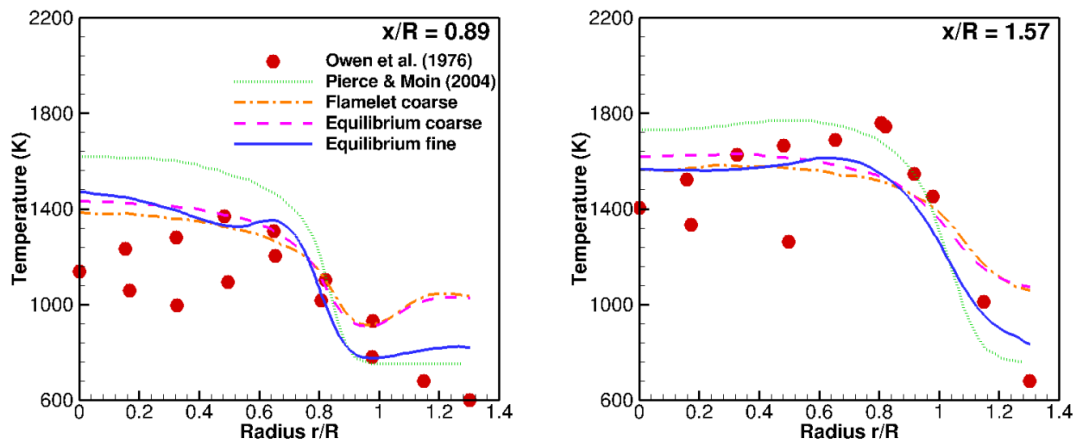 2200
1800
1400
1000
600
Temperature (K)
x/R = 0.89
Owen et al. (1976)
Pierce & Moin (2004)
Flamelet coarse
Equilibrium coarse
Equilibrium fine
0 0.2 0.4 0.6 0.8 1 1.2 1.4
Radius r/R
2200
1800
1400
1000
600
Temperature (K)
x/R = 1.57
0 0.2 0.4 0.6 0.8 1 1.2 1.4
Radius r/R